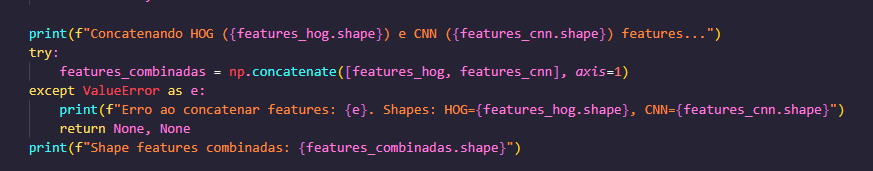 print(f"Concatenando HOG ({features_hog.shape}) e CNN ({features_cnn.shape}) features...")
try:
    features_combinadas = np.concatenate([features_hog, features_cnn], axis=1)
except ValueError as e:
    print(f"Erro ao concatenar features: {e}. Shapes: HOG={features_hog.shape}, CNN={features_cnn.shape}")
    return None, None
print(f"Shape features combinadas: {features_combinadas.shape}")